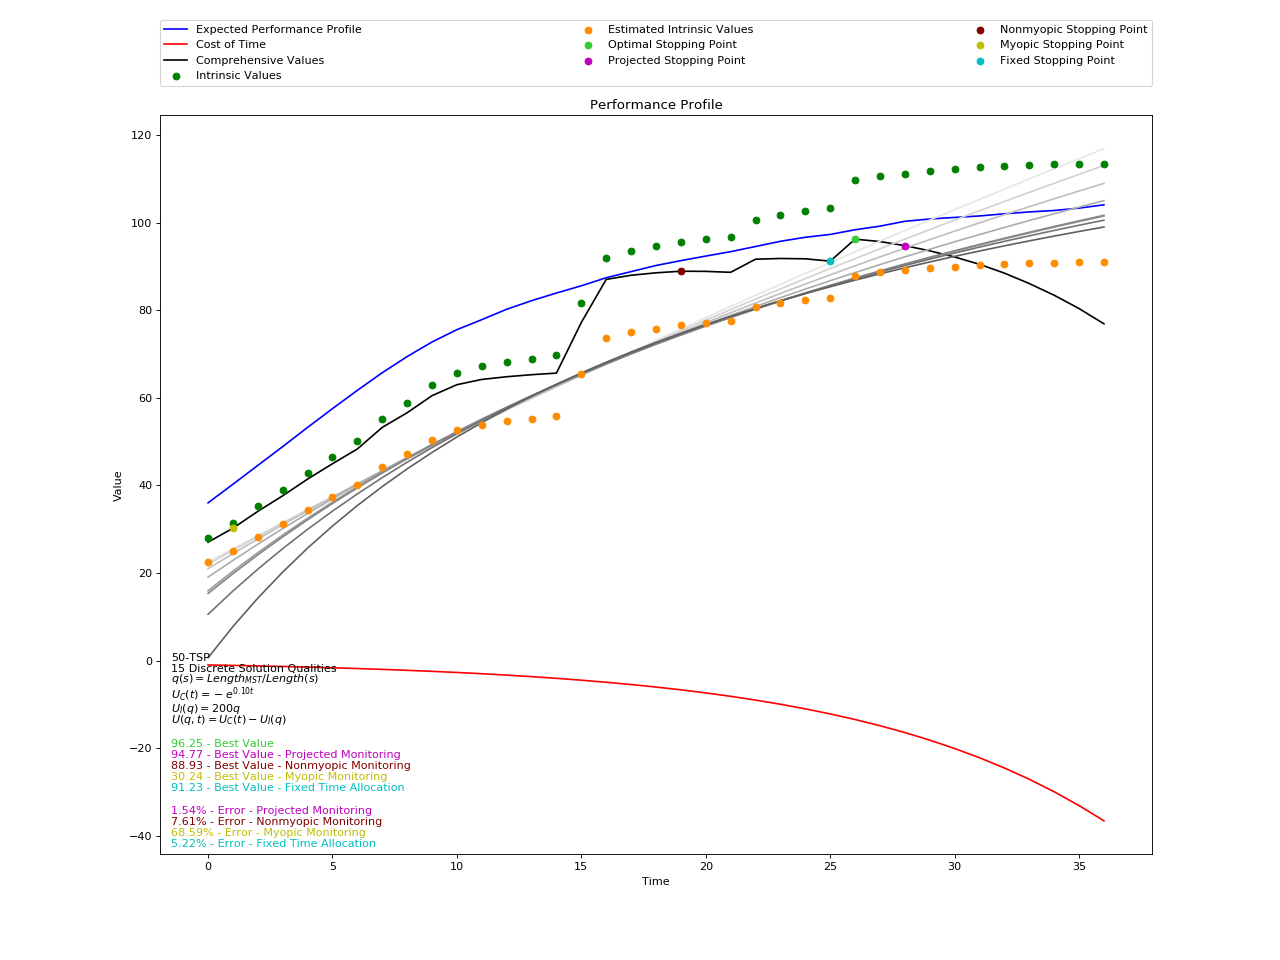 Expected Performance Profile
Cost of Time
Comprehensive Values
Intrinsic Values
Estimated Intrinsic Values
Optimal Stopping Point
Projected Stopping Point
Nonmyopic Stopping Point
Myopic Stopping Point
Fixed Stopping Point
Performance Profile
120
100
80
60
40
20
0
−20
−40
Value
50-TSP
15 Discrete Solution Qualities
q(s) = Length_{MST}/Length(s)
U_C(t) = −e^{0.10t}
U_I(q) = 200q
U(q, t) = U_C(t) − U_I(q)
96.25 - Best Value
94.77 - Best Value - Projected Monitoring
88.93 - Best Value - Nonmyopic Monitoring
30.24 - Best Value - Myopic Monitoring
91.23 - Best Value - Fixed Time Allocation
1.54% - Error - Projected Monitoring
7.61% - Error - Nonmyopic Monitoring
68.59% - Error - Myopic Monitoring
5.22% - Error - Fixed Time Allocation
0 5 10 15 20 25 30 35
Time